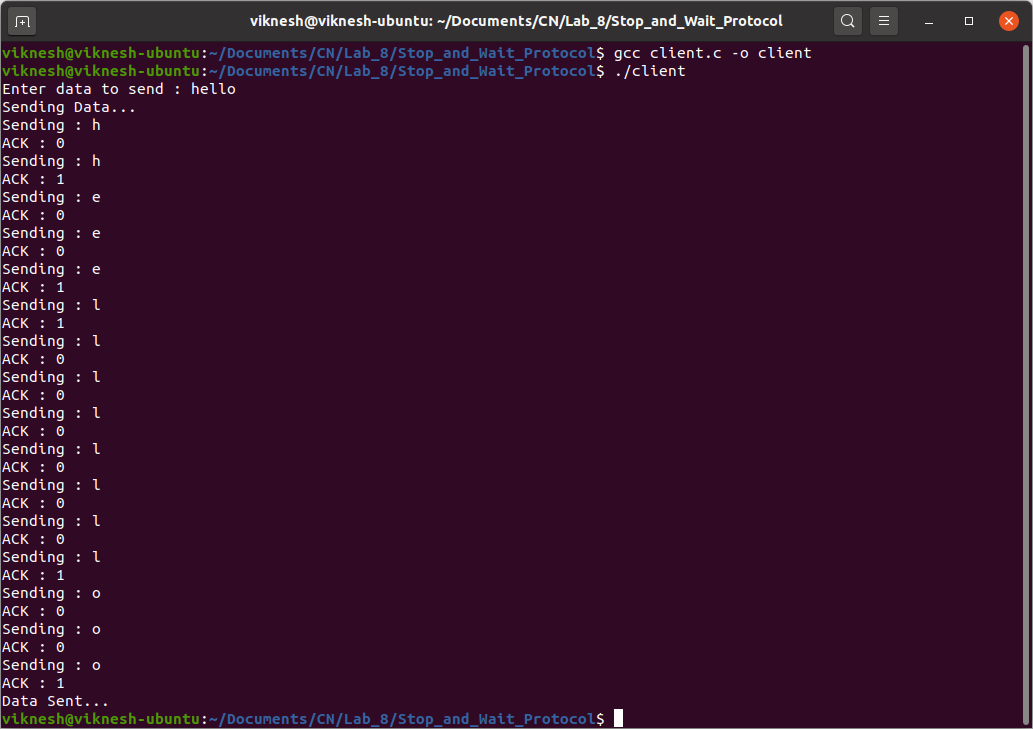 viknesh@viknesh-ubuntu: ~/Documents/CN/Lab_8/Stop_and_Wait_Protocol
viknesh@viknesh-ubuntu:~/Documents/CN/Lab_8/Stop_and_Wait_Protocol$ gcc client.c -o client
viknesh@viknesh-ubuntu:~/Documents/CN/Lab_8/Stop_and_Wait_Protocol$ ./client
Enter data to send : hello
Sending Data...
Sending : h
ACK : 0
Sending : h
ACK : 1
Sending : e
ACK : 0
Sending : e
ACK : 0
Sending : e
ACK : 1
Sending : l
ACK : 1
Sending : l
ACK : 0
Sending : l
ACK : 0
Sending : l
ACK : 0
Sending : l
ACK : 0
Sending : l
ACK : 0
Sending : l
ACK : 0
Sending : l
ACK : 1
Sending : o
ACK : 0
Sending : o
ACK : 0
Sending : o
ACK : 1
Data Sent...
viknesh@viknesh-ubuntu:~/Documents/CN/Lab_8/Stop_and_Wait_Protocol$